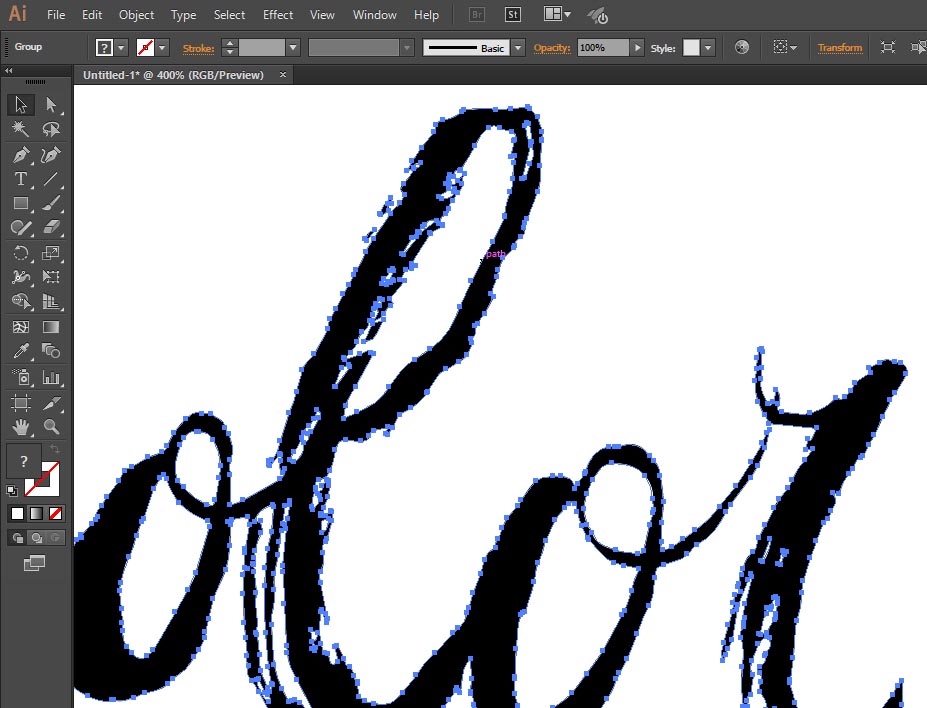 Ai File Edit Object Type Select Effect View Window Help Br St
Group ? Stroke: Basic Opacity: 100% Style: Transform
Untitled-1* @ 400% (RGB/Preview) ×
T
?
path
olor